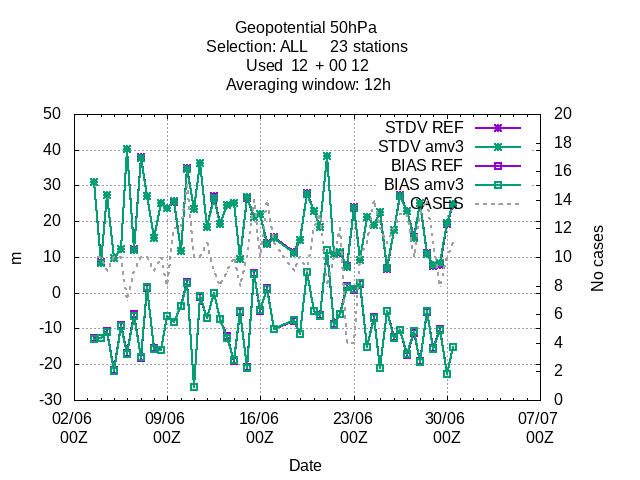 Geopotential 50hPa
Selection: ALL 23 stations
Used 12 + 00 12
Averaging window: 12h
50 20
STDV REF
18
STDV amv3
40
16
BIAS REF
30
BIAS amv3
14
CASES
20
12
m
10
10
No cases
0
8
6
-10
4
-20
2
-30 0
02/06 09/06 16/06 23/06 30/06 07/07
00Z 00Z 00Z 00Z 00Z 00Z
Date